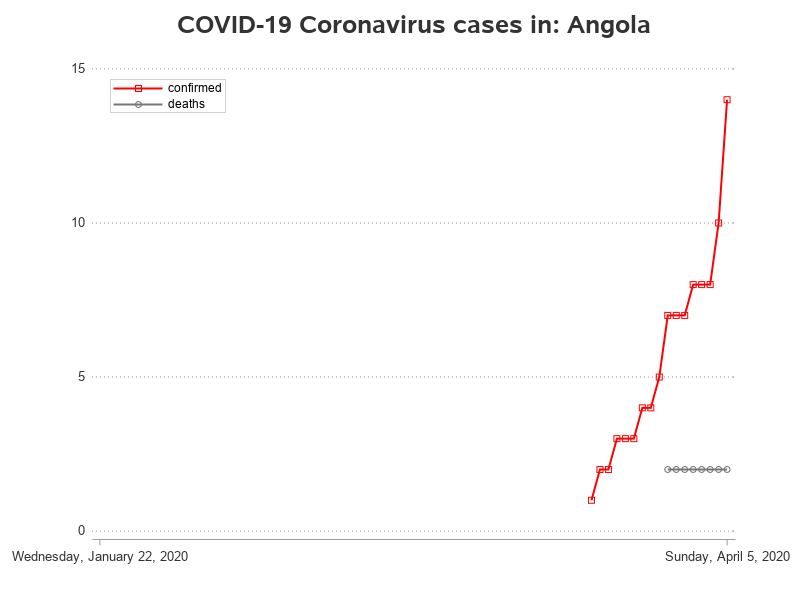 COVID-19 Coronavirus cases in: Angola
15
confirmed
deaths
10
5
0
Wednesday, January 22, 2020
Sunday, April 5, 2020